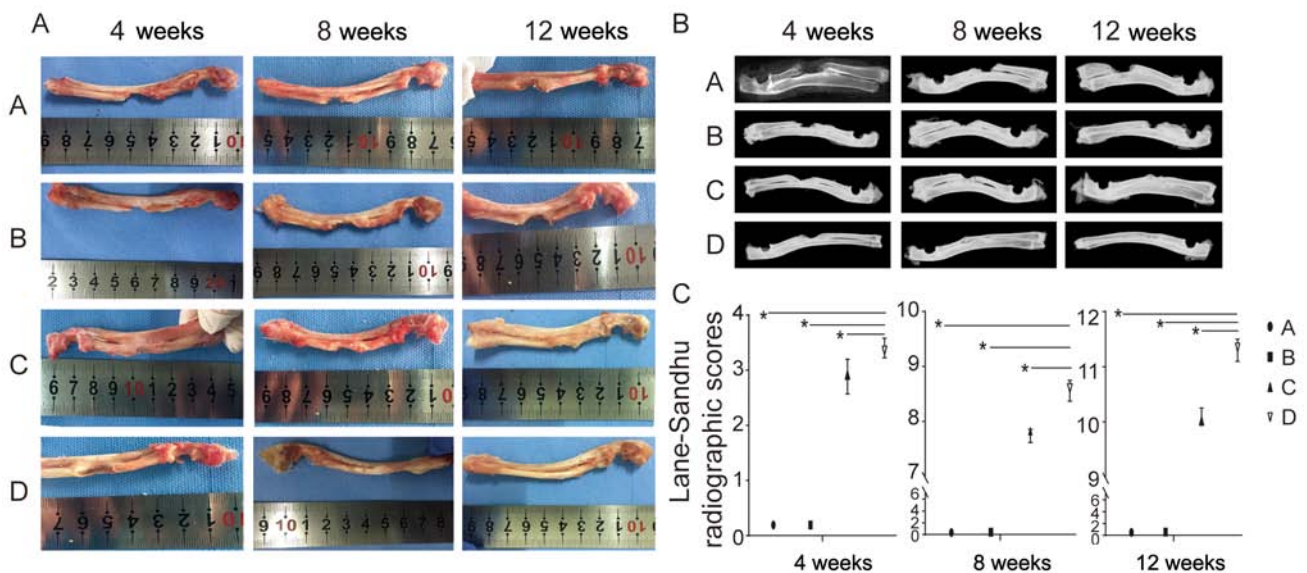 A
4 weeks 8 weeks 12 weeks
A
B
C
D
B
4 weeks 8 weeks 12 weeks
A
B
C
D
C
Lane-Sandhu
radiographic scores
4
3
2
1
0
* * *
4 weeks
10
9
8
7
6
4
2
0
* * *
8 weeks
12
11
10
9
6
4
2
0
* * *
12 weeks
A
B
C
D